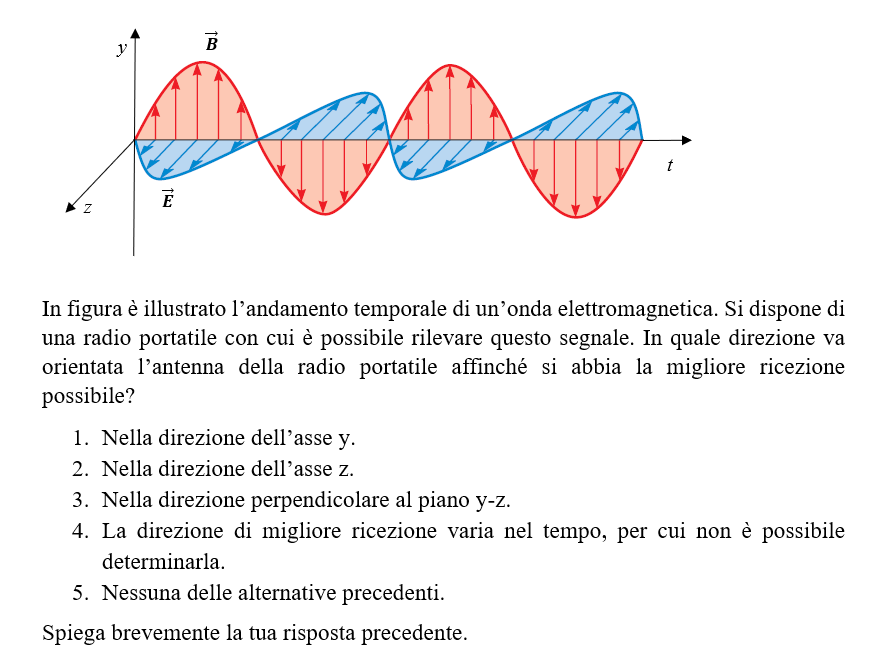 y
B
z
E
t
In figura è illustrato l’andamento temporale di un’onda elettromagnetica. Si dispone di
una radio portatile con cui è possibile rilevare questo segnale. In quale direzione va
orientata l’antenna della radio portatile affinché si abbia la migliore ricezione
possibile?
1. Nella direzione dell’asse y.
2. Nella direzione dell’asse z.
3. Nella direzione perpendicolare al piano y-z.
4. La direzione di migliore ricezione varia nel tempo, per cui non è possibile
determinarla.
5. Nessuna delle alternative precedenti.
Spiega brevemente la tua risposta precedente.